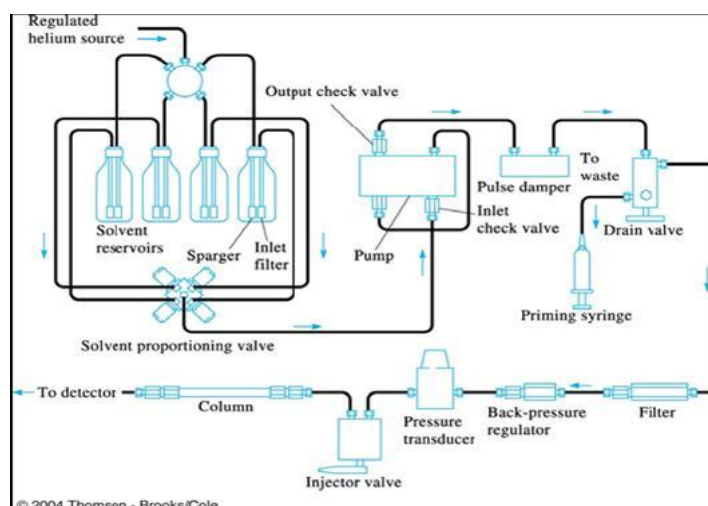 Regulated
helium source
Output check valve
To
waste
Pulse damper
Solvent
reservoirs
Sparger
Inlet
filter
Inlet
check valve
Pump
Drain valve
Priming syringe
Solvent proportioning valve
To detector
Column
Pressure
transducer
Back-pressure
regulator
Filter
Injector valve
© 2004 Thomsen - Brooks/Cole